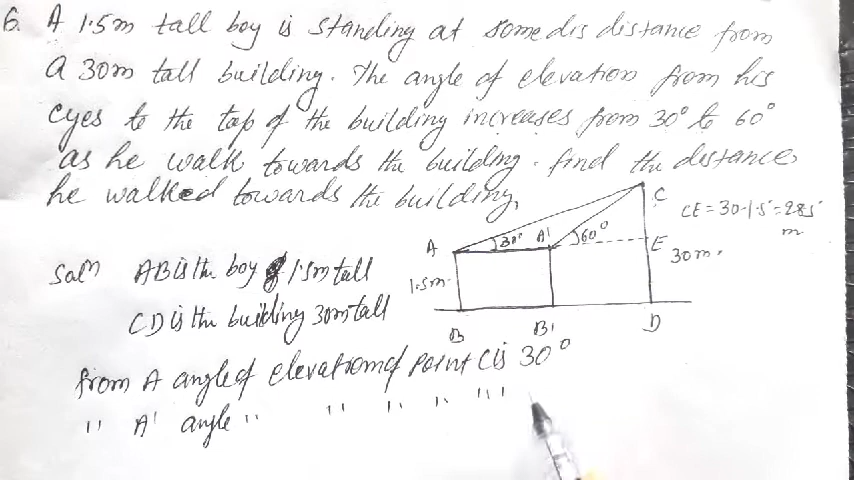 6. A 1.5m tall boy is standing at some dis distance from
a 30m tall building. The angle of elevation from his
eyes to the top of the building increases from 30° to 60°
as he walk towards the building. find the distance
he walked towards the building.
C
CE = 30-1.5 = 28.5
m
A 30° A' 60° E
30m.
1.5m
Soln AB is the boy 1.5m tall
CD is the building 30m tall
B B' D
from A angle of elevation of point C is 30°
" A' angle " " " " " "